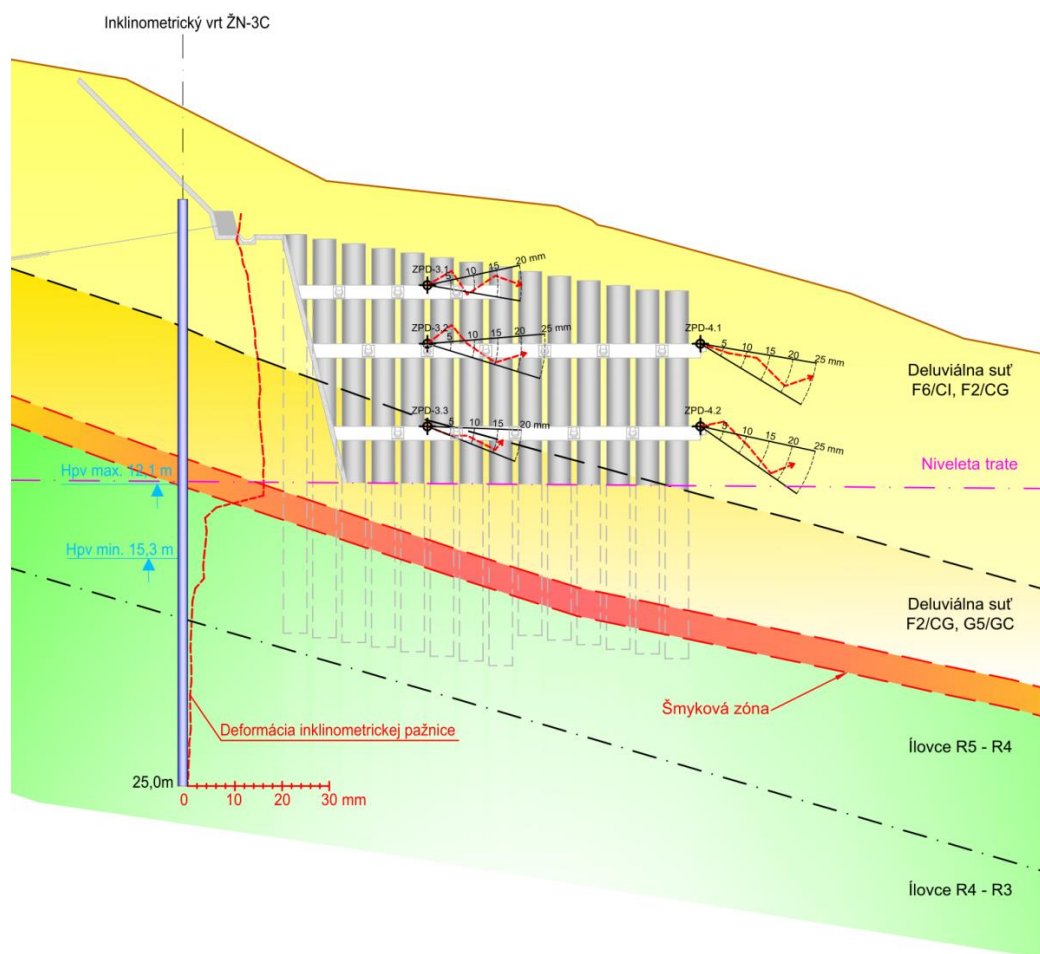 Inklinometrický vrt ŽN-3C
ZPD-3.1
5
10
15
20 mm
ZPD-3.2
5
10
15
20
25 mm
ZPD-4.1
5
10
15
20
25 mm
Deluviálna suť
F6/CI, F2/CG
ZPD-3.3
5
10
15
20 mm
ZPD-4.2
5
10
15
20
25 mm
Niveleta trate
Hpv max. 12,1 m
Hpv min. 15,3 m
Deluviálna suť
F2/CG, G5/GC
Šmyková zóna
Deformácia inklinometrickej pažnice
Ílovce R5 - R4
25,0m
0
10
20
30 mm
Ílovce R4 - R3